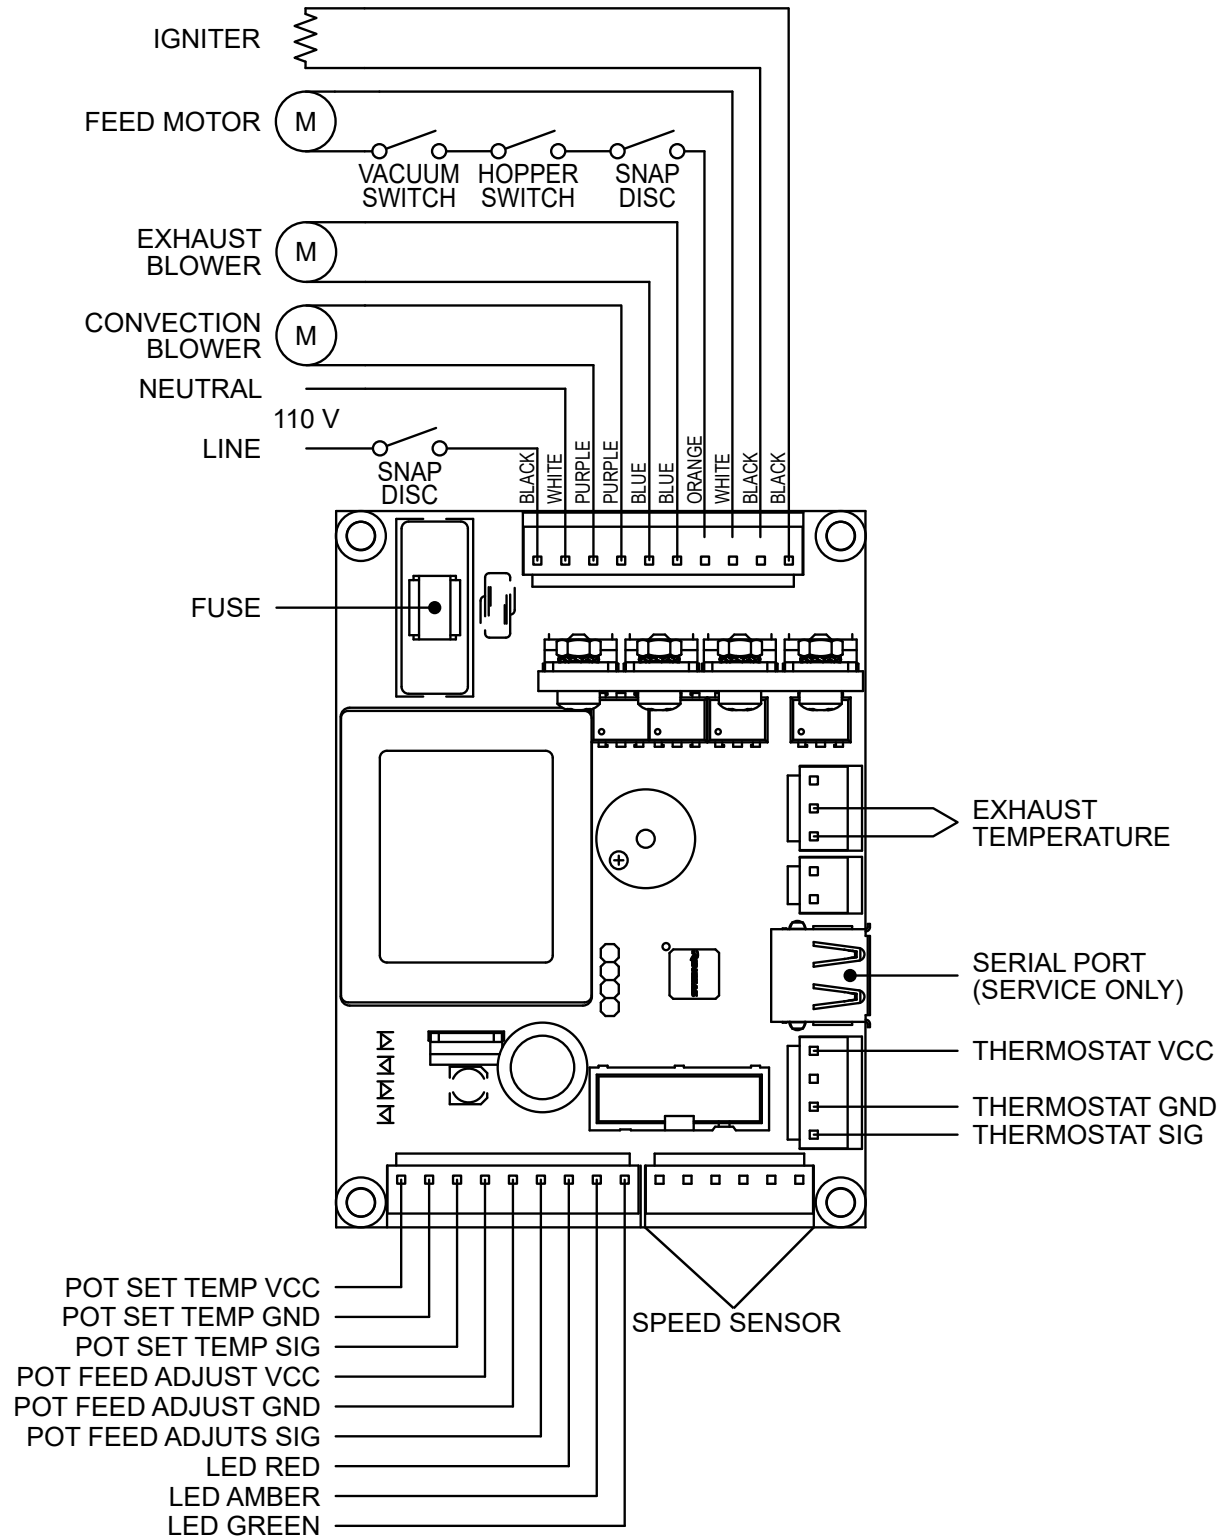 IGNITER
FEED MOTOR
M
VACUUM
SWITCH
HOPPER
SWITCH
SNAP
DISC
EXHAUST
BLOWER
M
CONVECTION
BLOWER
M
NEUTRAL
110 V
LINE
SNAP
DISC
BLACK
WHITE
PURPLE
PURPLE
BLUE
BLUE
ORANGE
WHITE
BLACK
BLACK
FUSE
EXHAUST
TEMPERATURE
SERIAL PORT
(SERVICE ONLY)
THERMOSTAT VCC
THERMOSTAT GND
THERMOSTAT SIG
POT SET TEMP VCC
POT SET TEMP GND
POT SET TEMP SIG
POT FEED ADJUST VCC
POT FEED ADJUST GND
POT FEED ADJUTS SIG
LED RED
LED AMBER
LED GREEN
SPEED SENSOR